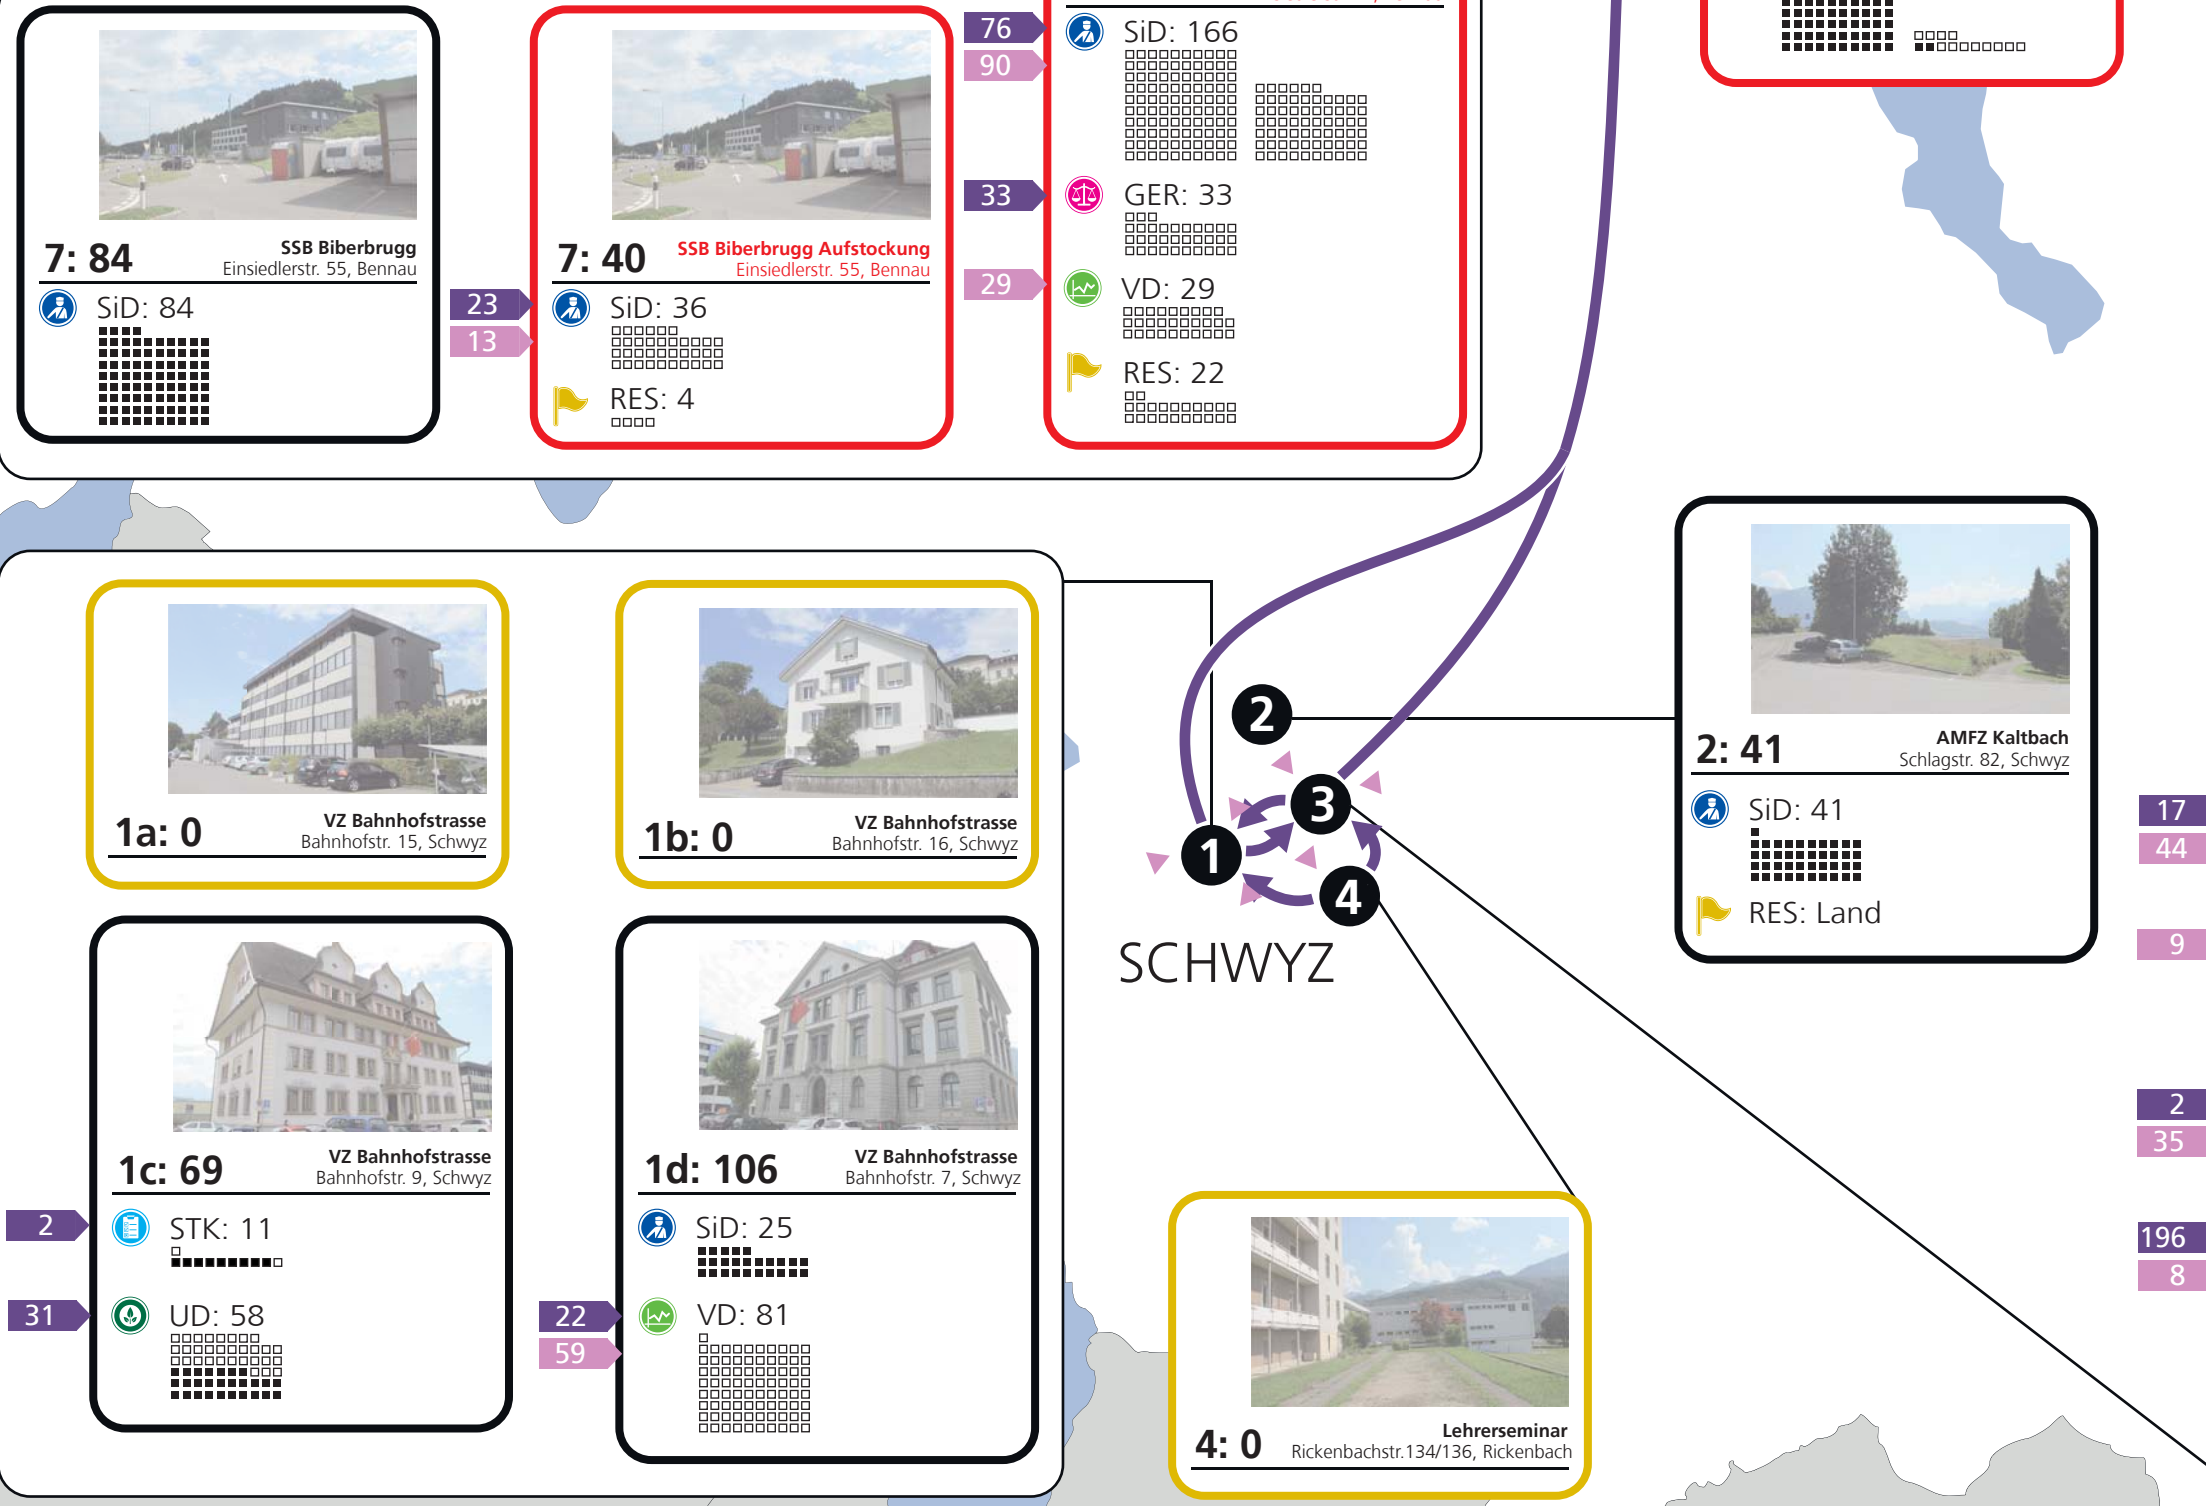 7: 84
SSB Biberbrugg
Einsiedlerstr. 55, Bennau
SiD: 84
7: 40
SSB Biberbrugg Aufstockung
Einsiedlerstr. 55, Bennau
23
13
SiD: 36
RES: 4
76
90
SiD: 166
33
GER: 33
29
VD: 29
RES: 22
1a: 0
VZ Bahnhofstrasse
Bahnhofstr. 15, Schwyz
1b: 0
VZ Bahnhofstrasse
Bahnhofstr. 16, Schwyz
1c: 69
VZ Bahnhofstrasse
Bahnhofstr. 9, Schwyz
2
STK: 11
31
UD: 58
1d: 106
VZ Bahnhofstrasse
Bahnhofstr. 7, Schwyz
SiD: 25
22
59
VD: 81
2
3
1
4
SCHWYZ
2: 41
AMFZ Kaltbach
Schlagstr. 82, Schwyz
SiD: 41
RES: Land
17
44
9
2
35
196
8
4: 0
Lehrerseminar
Rickenbachstr.134/136, Rickenbach